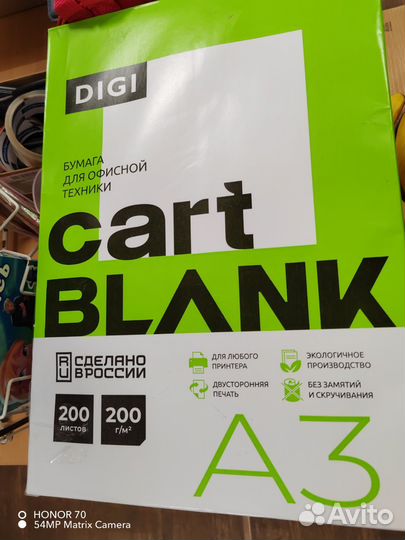 DIGI
БУМАГА
ДЛЯ ОФИСНОЙ
ТЕХНИКИ
cart
BLANK
СДЕЛАНО
В РОССИИ
ДЛЯ ЛЮБОГО
ПРИНТЕРА
ЭКОЛОГИЧНОЕ
ПРОИЗВОДСТВО
ДВУСТОРОННЯЯ
ПЕЧАТЬ
БЕЗ ЗАМЯТИЙ
И СКРУЧИВАНИЯ
200
ЛИСТОВ
200
г/м²
A3
HONOR 70
54MP Matrix Camera
Avito